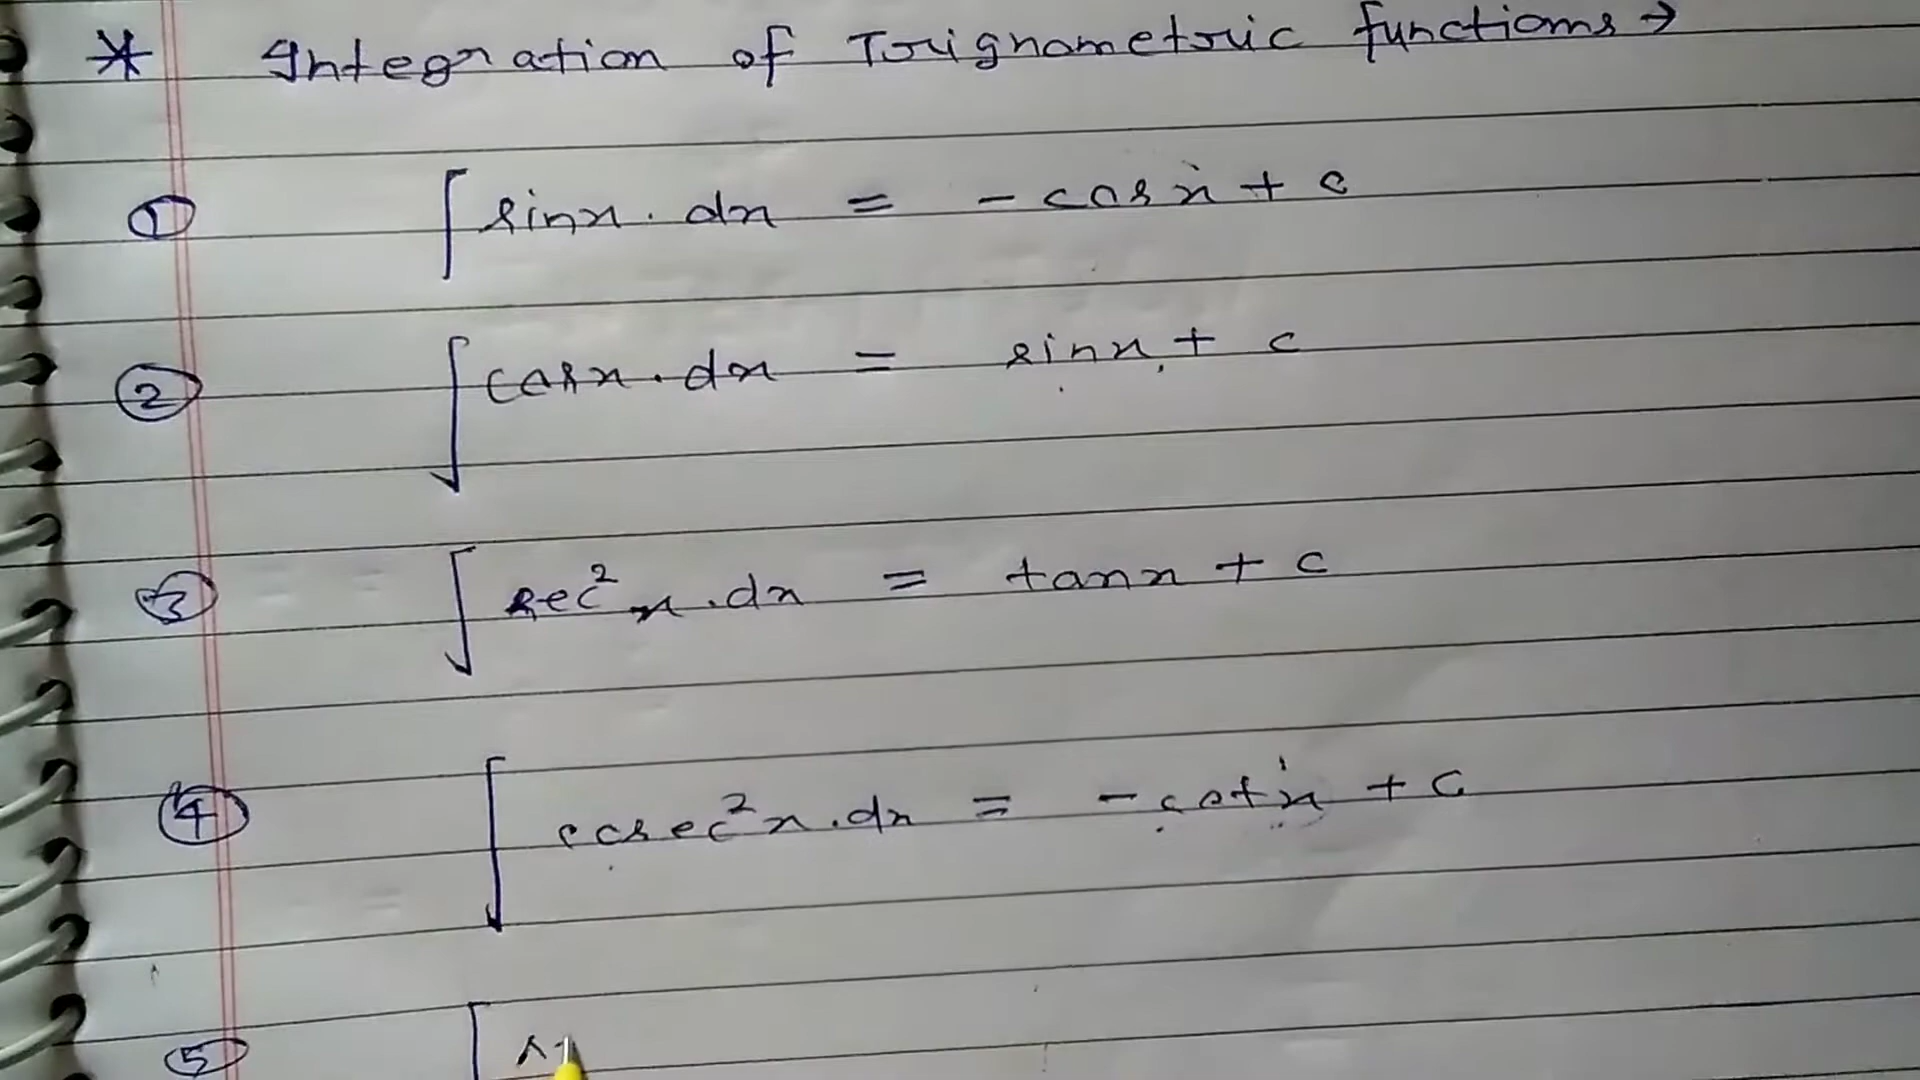 * Integration of Trignometric functions →
① ∫ sinx . dx = - cosx + c
② ∫ cosx . dx = sinx + c
③ ∫ sec²x . dx = tanx + c
④ ∫ cosec²x . dx = - cotx + c
⑤ ∫